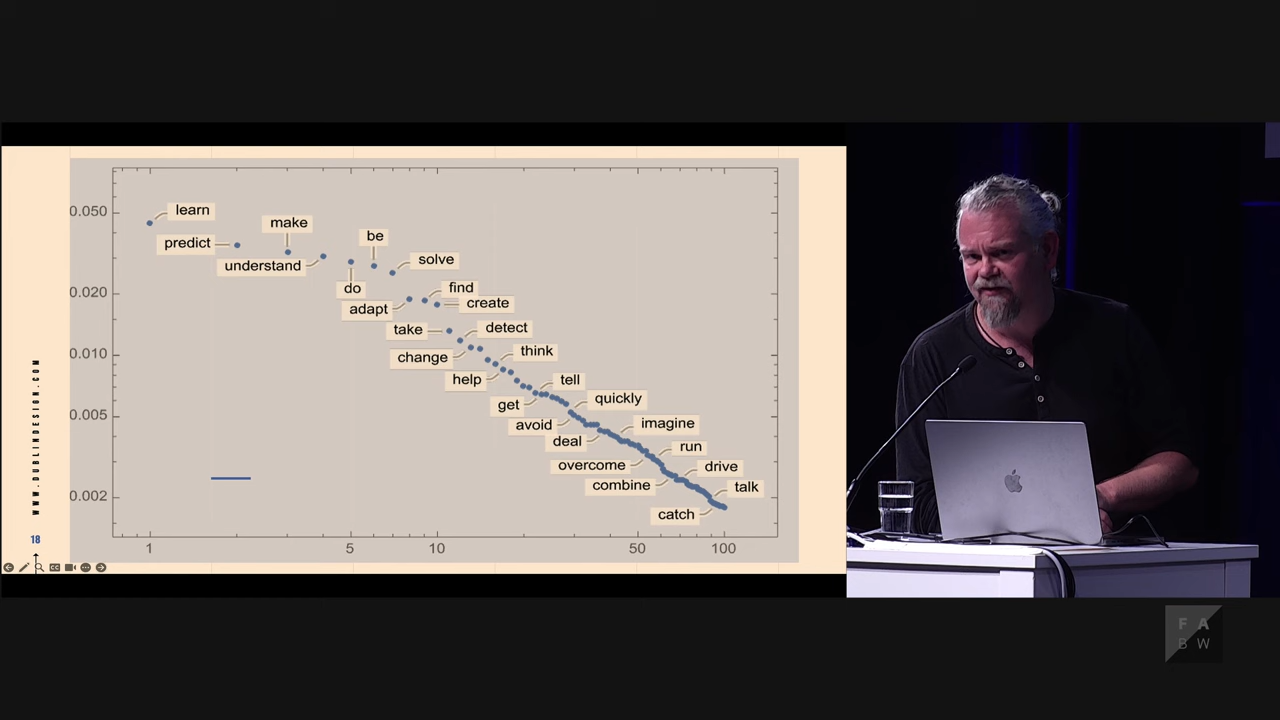 0.050
0.020
0.010
0.005
0.002
learn
make
predict
be
understand
solve
do
find
adapt
create
take
detect
change
think
help
tell
get
quickly
avoid
imagine
deal
run
overcome
drive
combine
talk
catch
1
5
10
50
100
WWW.DUBLINDESIGN.COM
18
F A
B W